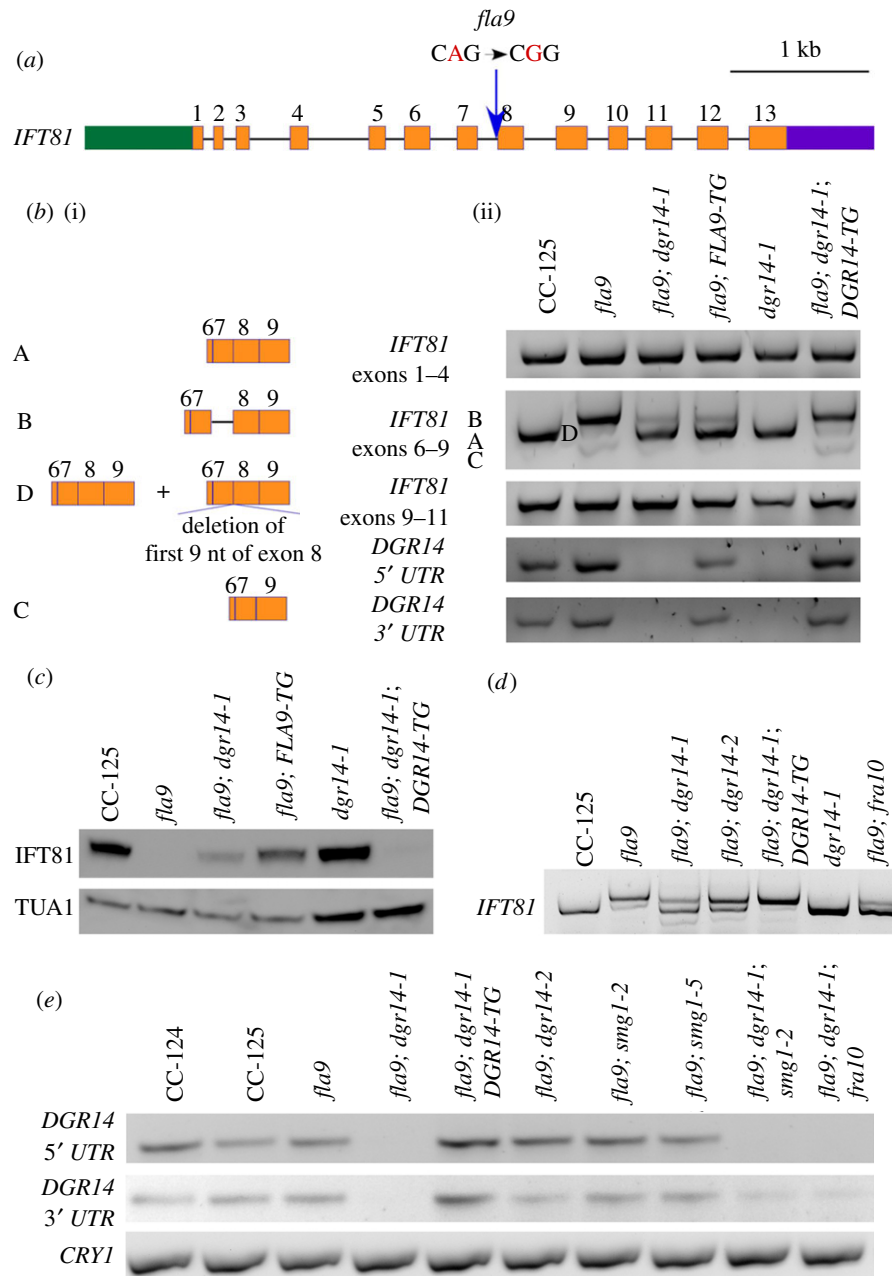 fla9
CAG → CGG
1 kb
(a)
1 2 3 4 5 6 7 8 9 10 11 12 13
IFT81
(b) (i)
A
67 8 9
B
67 8 9
D
67 8 9
+
67 8 9
deletion of
first 9 nt of exon 8
C
67 9
(ii)
CC-125
fla9
fla9; dgr14-1
fla9; FLA9-TG
dgr14-1
fla9; dgr14-1;
DGR14-TG
IFT81
exons 1–4
IFT81
exons 6–9
B
A
C
D
IFT81
exons 9–11
DGR14
5′ UTR
DGR14
3′ UTR
(c)
CC-125
fla9
fla9; dgr14-1
fla9; FLA9-TG
dgr14-1
fla9; dgr14-1;
DGR14-TG
IFT81
TUA1
(d)
CC-125
fla9
fla9; dgr14-1
fla9; dgr14-2
fla9; dgr14-1;
DGR14-TG
dgr14-1
fla9; fra10
IFT81
(e)
CC-124
CC-125
fla9
fla9; dgr14-1
fla9; dgr14-1
DGR14-TG
fla9; dgr14-2
fla9; smg1-2
fla9; smg1-5
fla9; dgr14-1;
smg1-2
fla9; dgr14-1;
fra10
DGR14
5′ UTR
DGR14
3′ UTR
CRY1